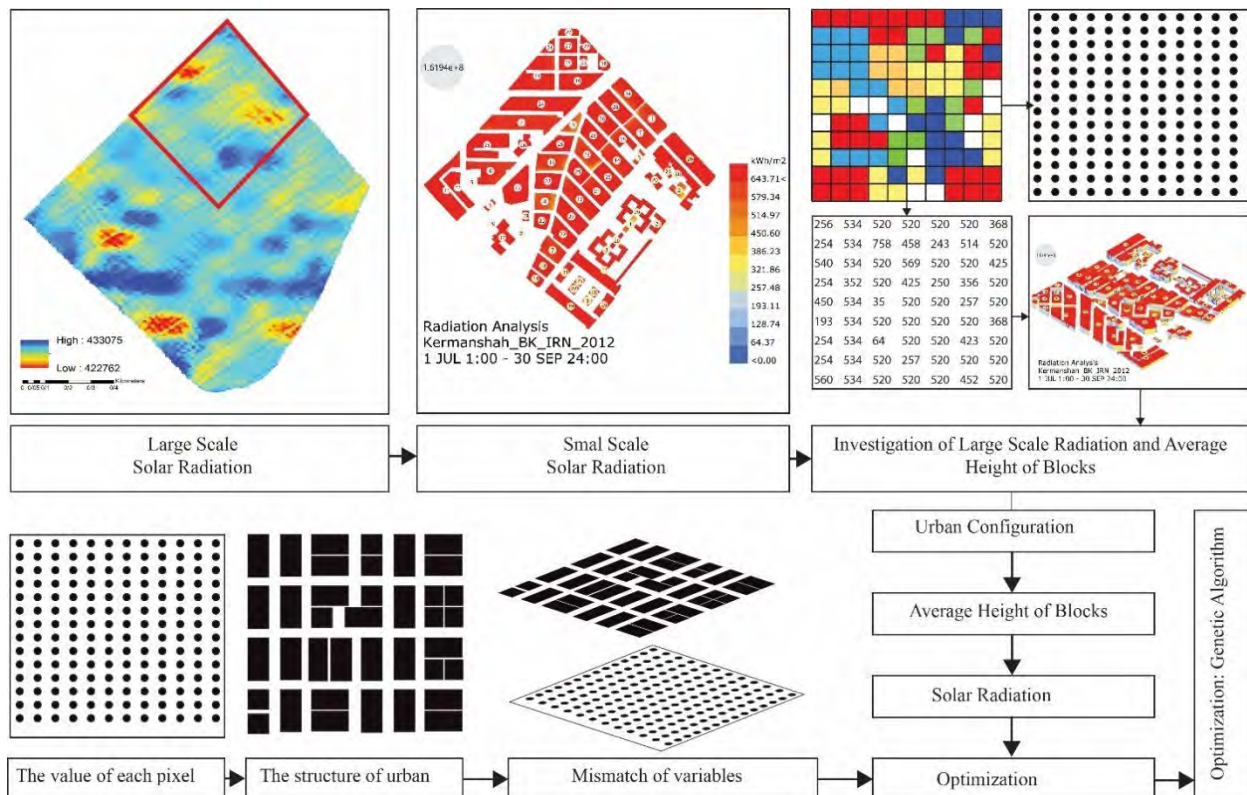 High : 433075
Low : 422762
Kilometers
1.6194e+8
Radiation Analysis
Kermanshah_BK_IRN_2012
1 JUL 1:00 - 30 SEP 24:00
kWh/m2
643.71<
579.34
514.97
450.60
386.23
321.86
257.48
193.11
128.74
64.37
<0.00
256 534 520 520 520 520 368
254 534 758 458 243 514 520
540 534 520 569 520 520 425
254 352 520 425 250 356 520
450 534 35 520 520 257 520
193 534 520 520 520 520 368
254 534 64 520 520 423 520
254 534 520 257 520 520 520
560 534 520 520 520 452 520
Radiation Analysis
Kermanshah_BK_IRN_2012
1 JUL 1:00 - 30 SEP 24:00
Large Scale
Solar Radiation
Smal Scale
Solar Radiation
Investigation of Large Scale Radiation and Average
Height of Blocks
Urban Configuration
Average Height of Blocks
Solar Radiation
Optimization
Optimization: Genetic Algorithm
The value of each pixel
The structure of urban
Mismatch of variables